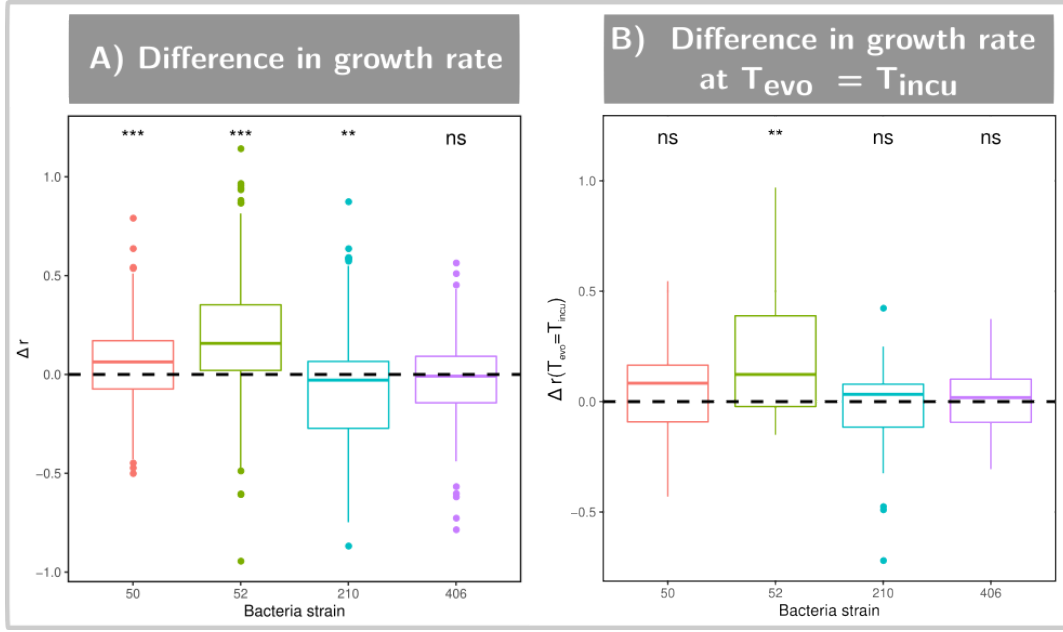 A) Difference in growth rate
*** *** ** ns
Δ r
1.0
0.5
0.0
−0.5
−1.0
50 52 210 406
Bacteria strain
B) Difference in growth rate
at Tevo = Tincu
ns ** ns ns
Δ r(Tevo=Tincu)
1.0
0.5
0.0
−0.5
50 52 210 406
Bacteria strain